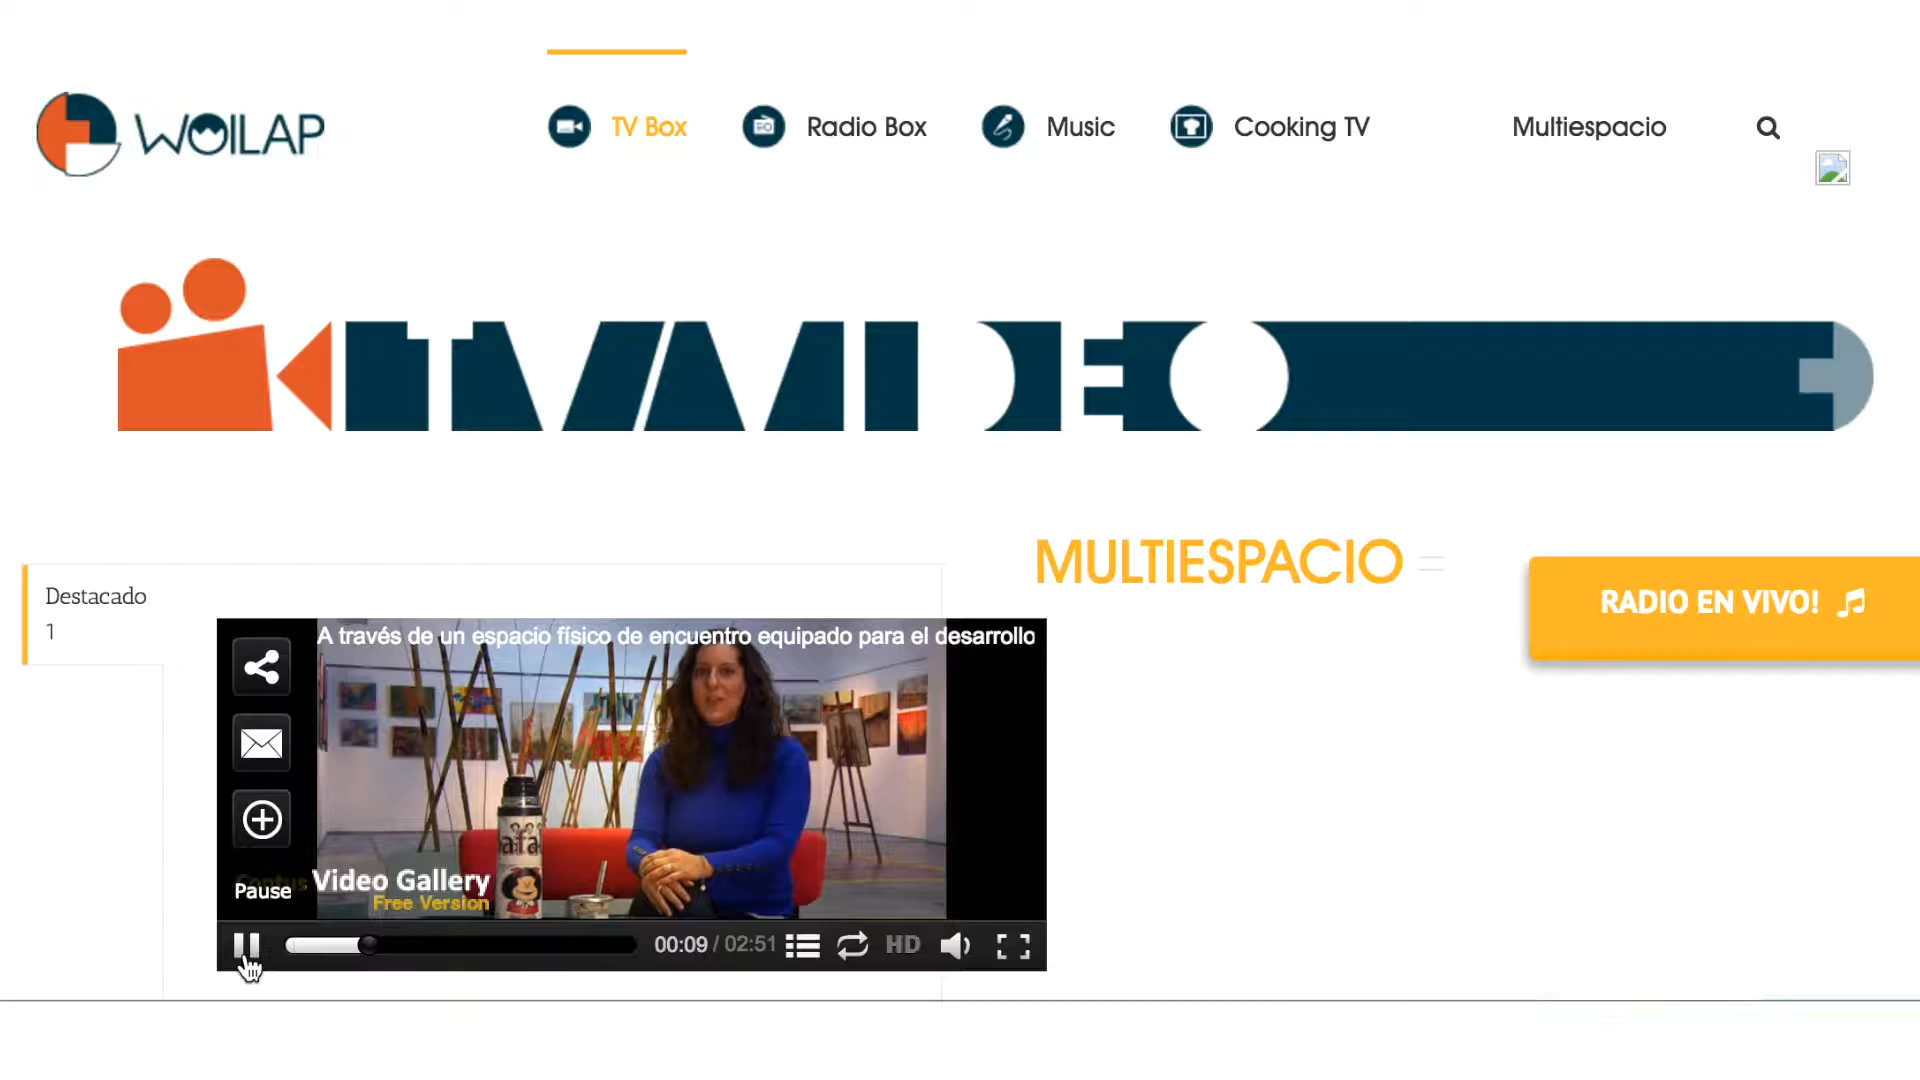 WOILAP
TV Box
Radio Box
Music
Cooking TV
Multiespacio
TVVIDEO
MULTIESPACIO
RADIO EN VIVO!
Destacado
1
A través de un espacio físico de encuentro equipado para el desarrollo
Video Gallery
Free Version
Pause
00:09 / 02:51
HD